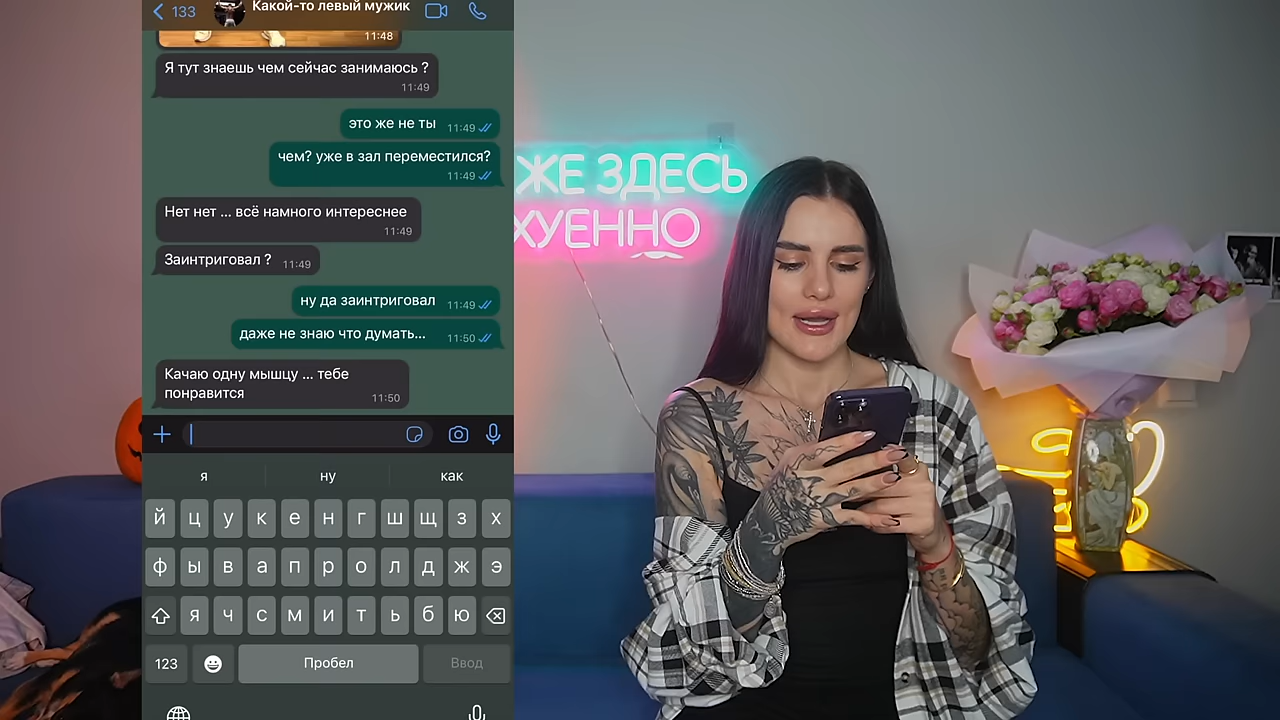 133
Какой-то левый мужик
11:48
Я тут знаешь чем сейчас занимаюсь ?
11:49
это же не ты
11:49
чем? уже в зал переместился?
11:49
Нет нет ... всё намного интереснее
11:49
Заинтриговал ?
11:49
ну да заинтриговал
11:49
даже не знаю что думать...
11:50
Качаю одну мышцу ... тебе
понравится
11:50
я ну как
й ц у к е н г ш щ з х
ф ы в а п р о л д ж э
я ч с м и т ь б ю
123 Пробел Ввод
ЖЕ ЗДЕСЬ
ХУЕННО